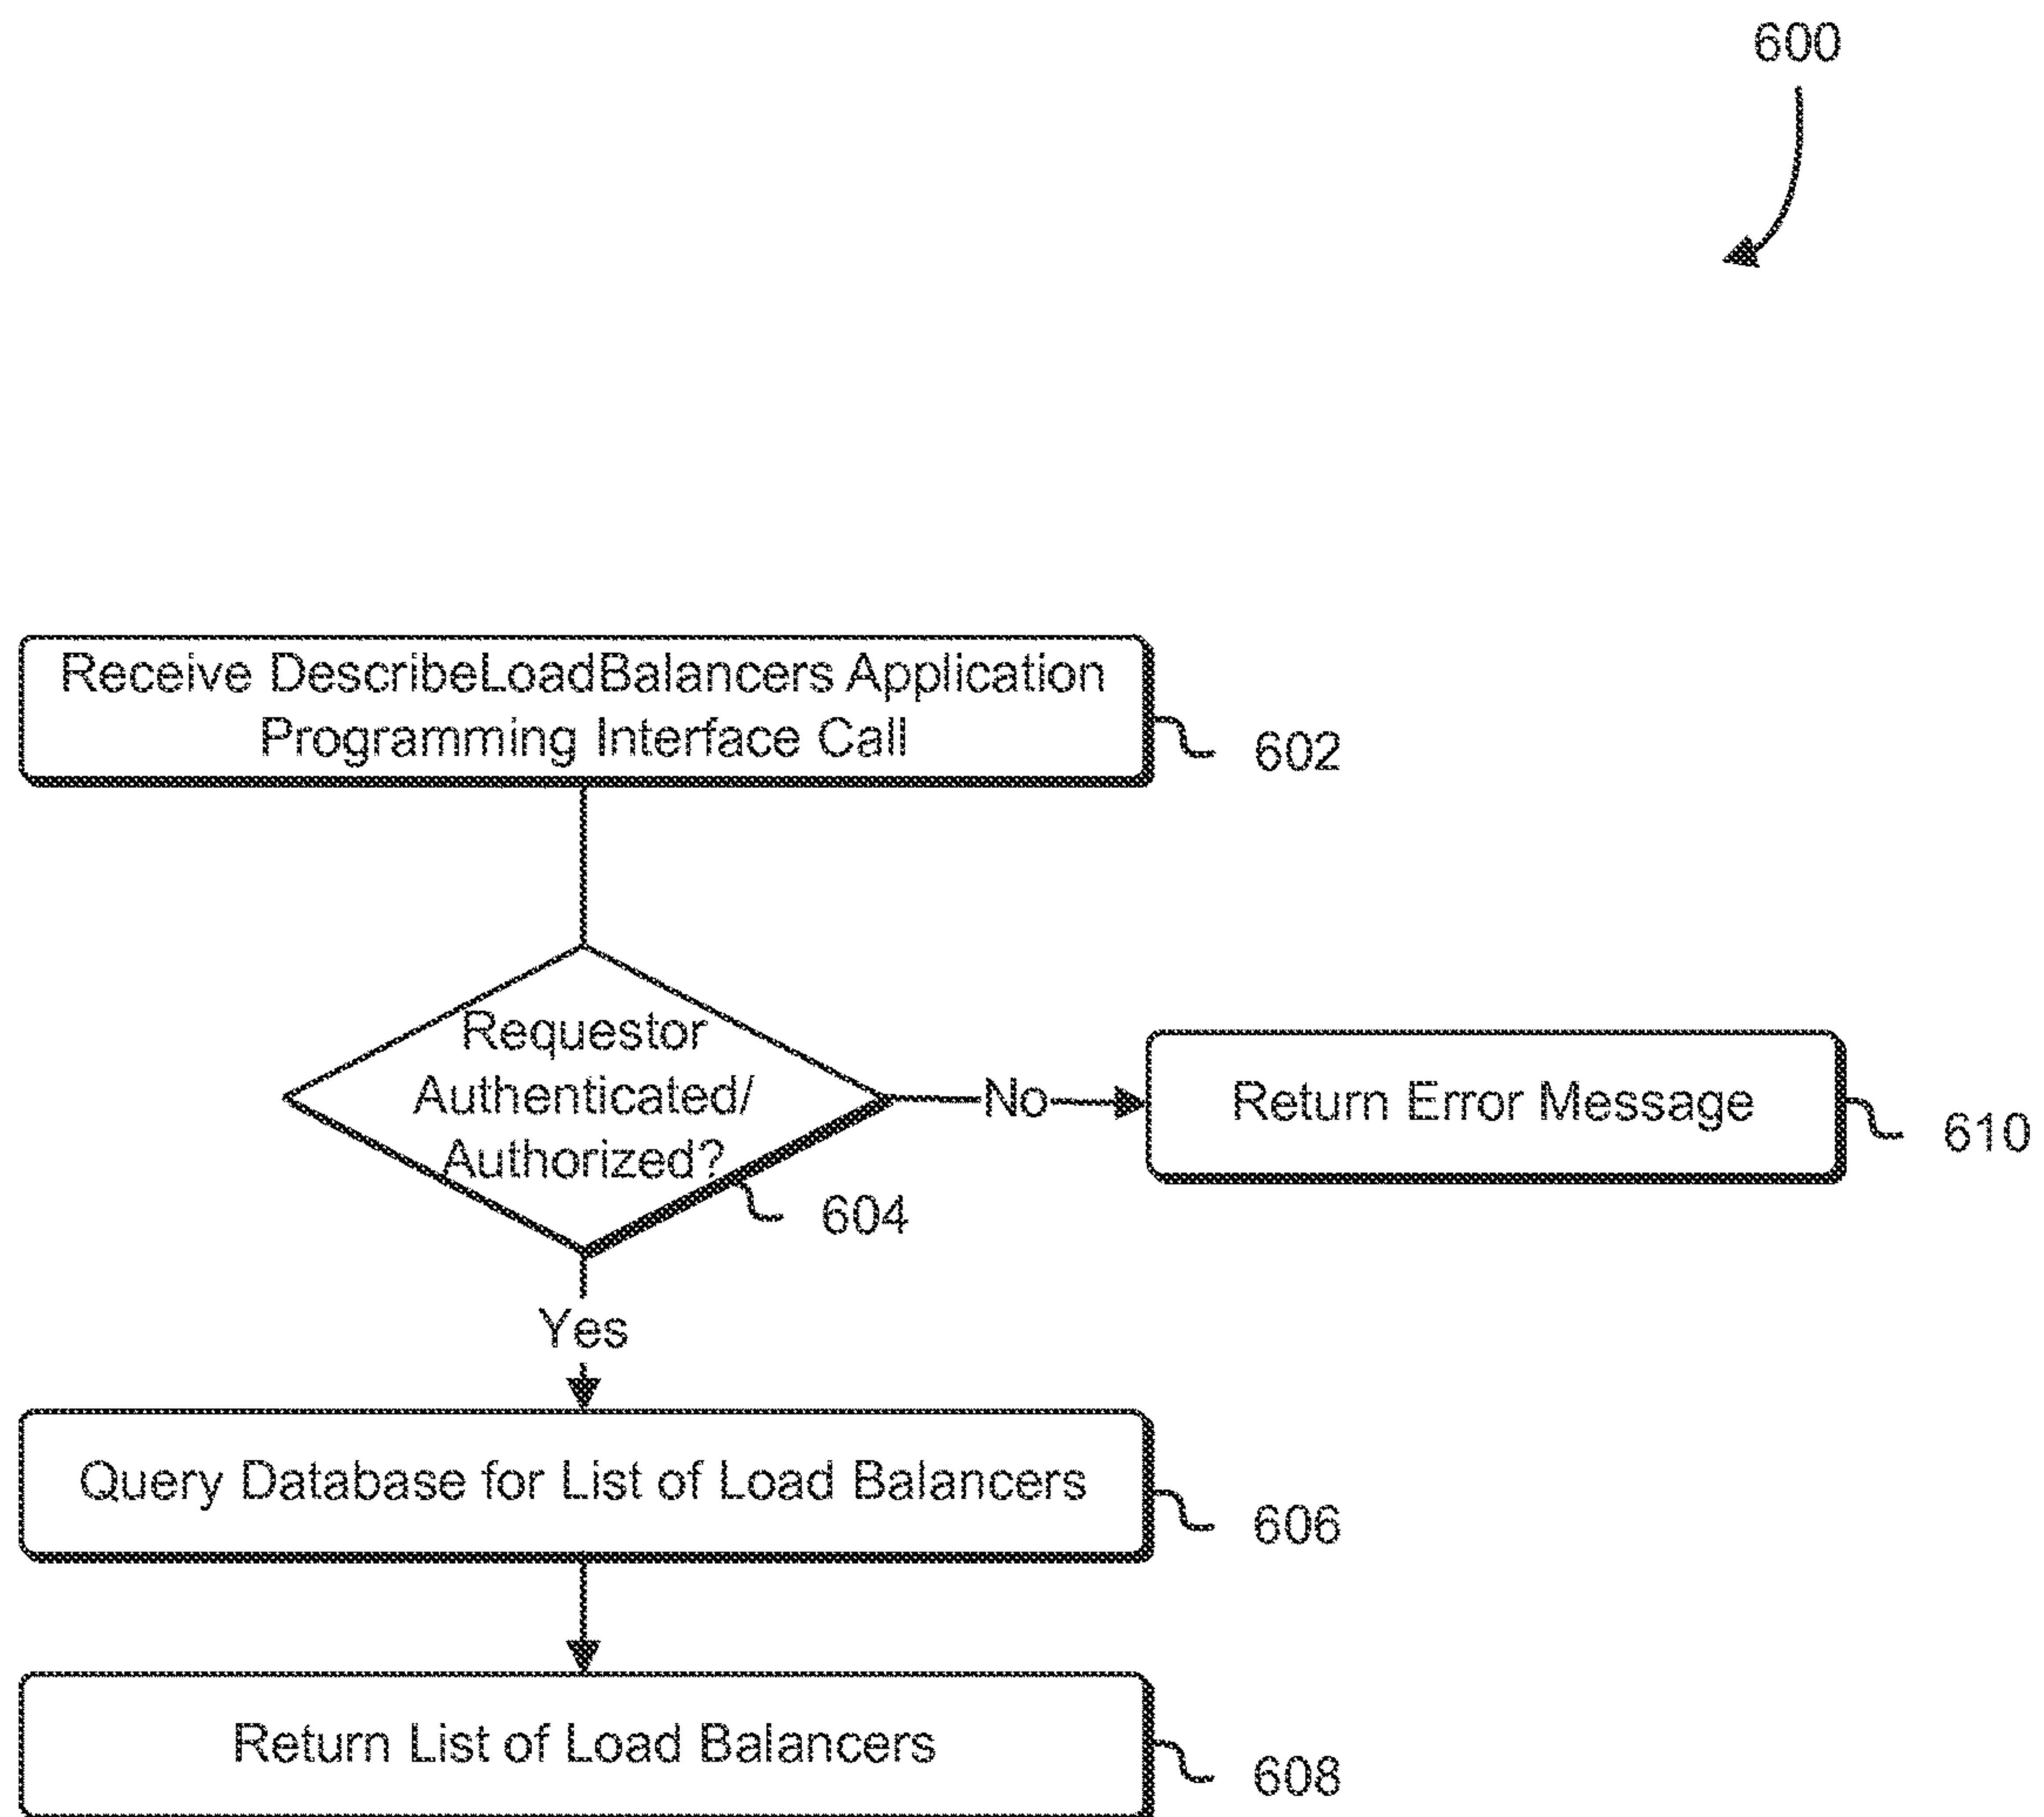 600
Receive DescribeLoadBalancers Application
Programming Interface Call
602
Requestor
Authenticated/
Authorized?
604
No
Return Error Message
610
Yes
Query Database for List of Load Balancers
606
Return List of Load Balancers
608